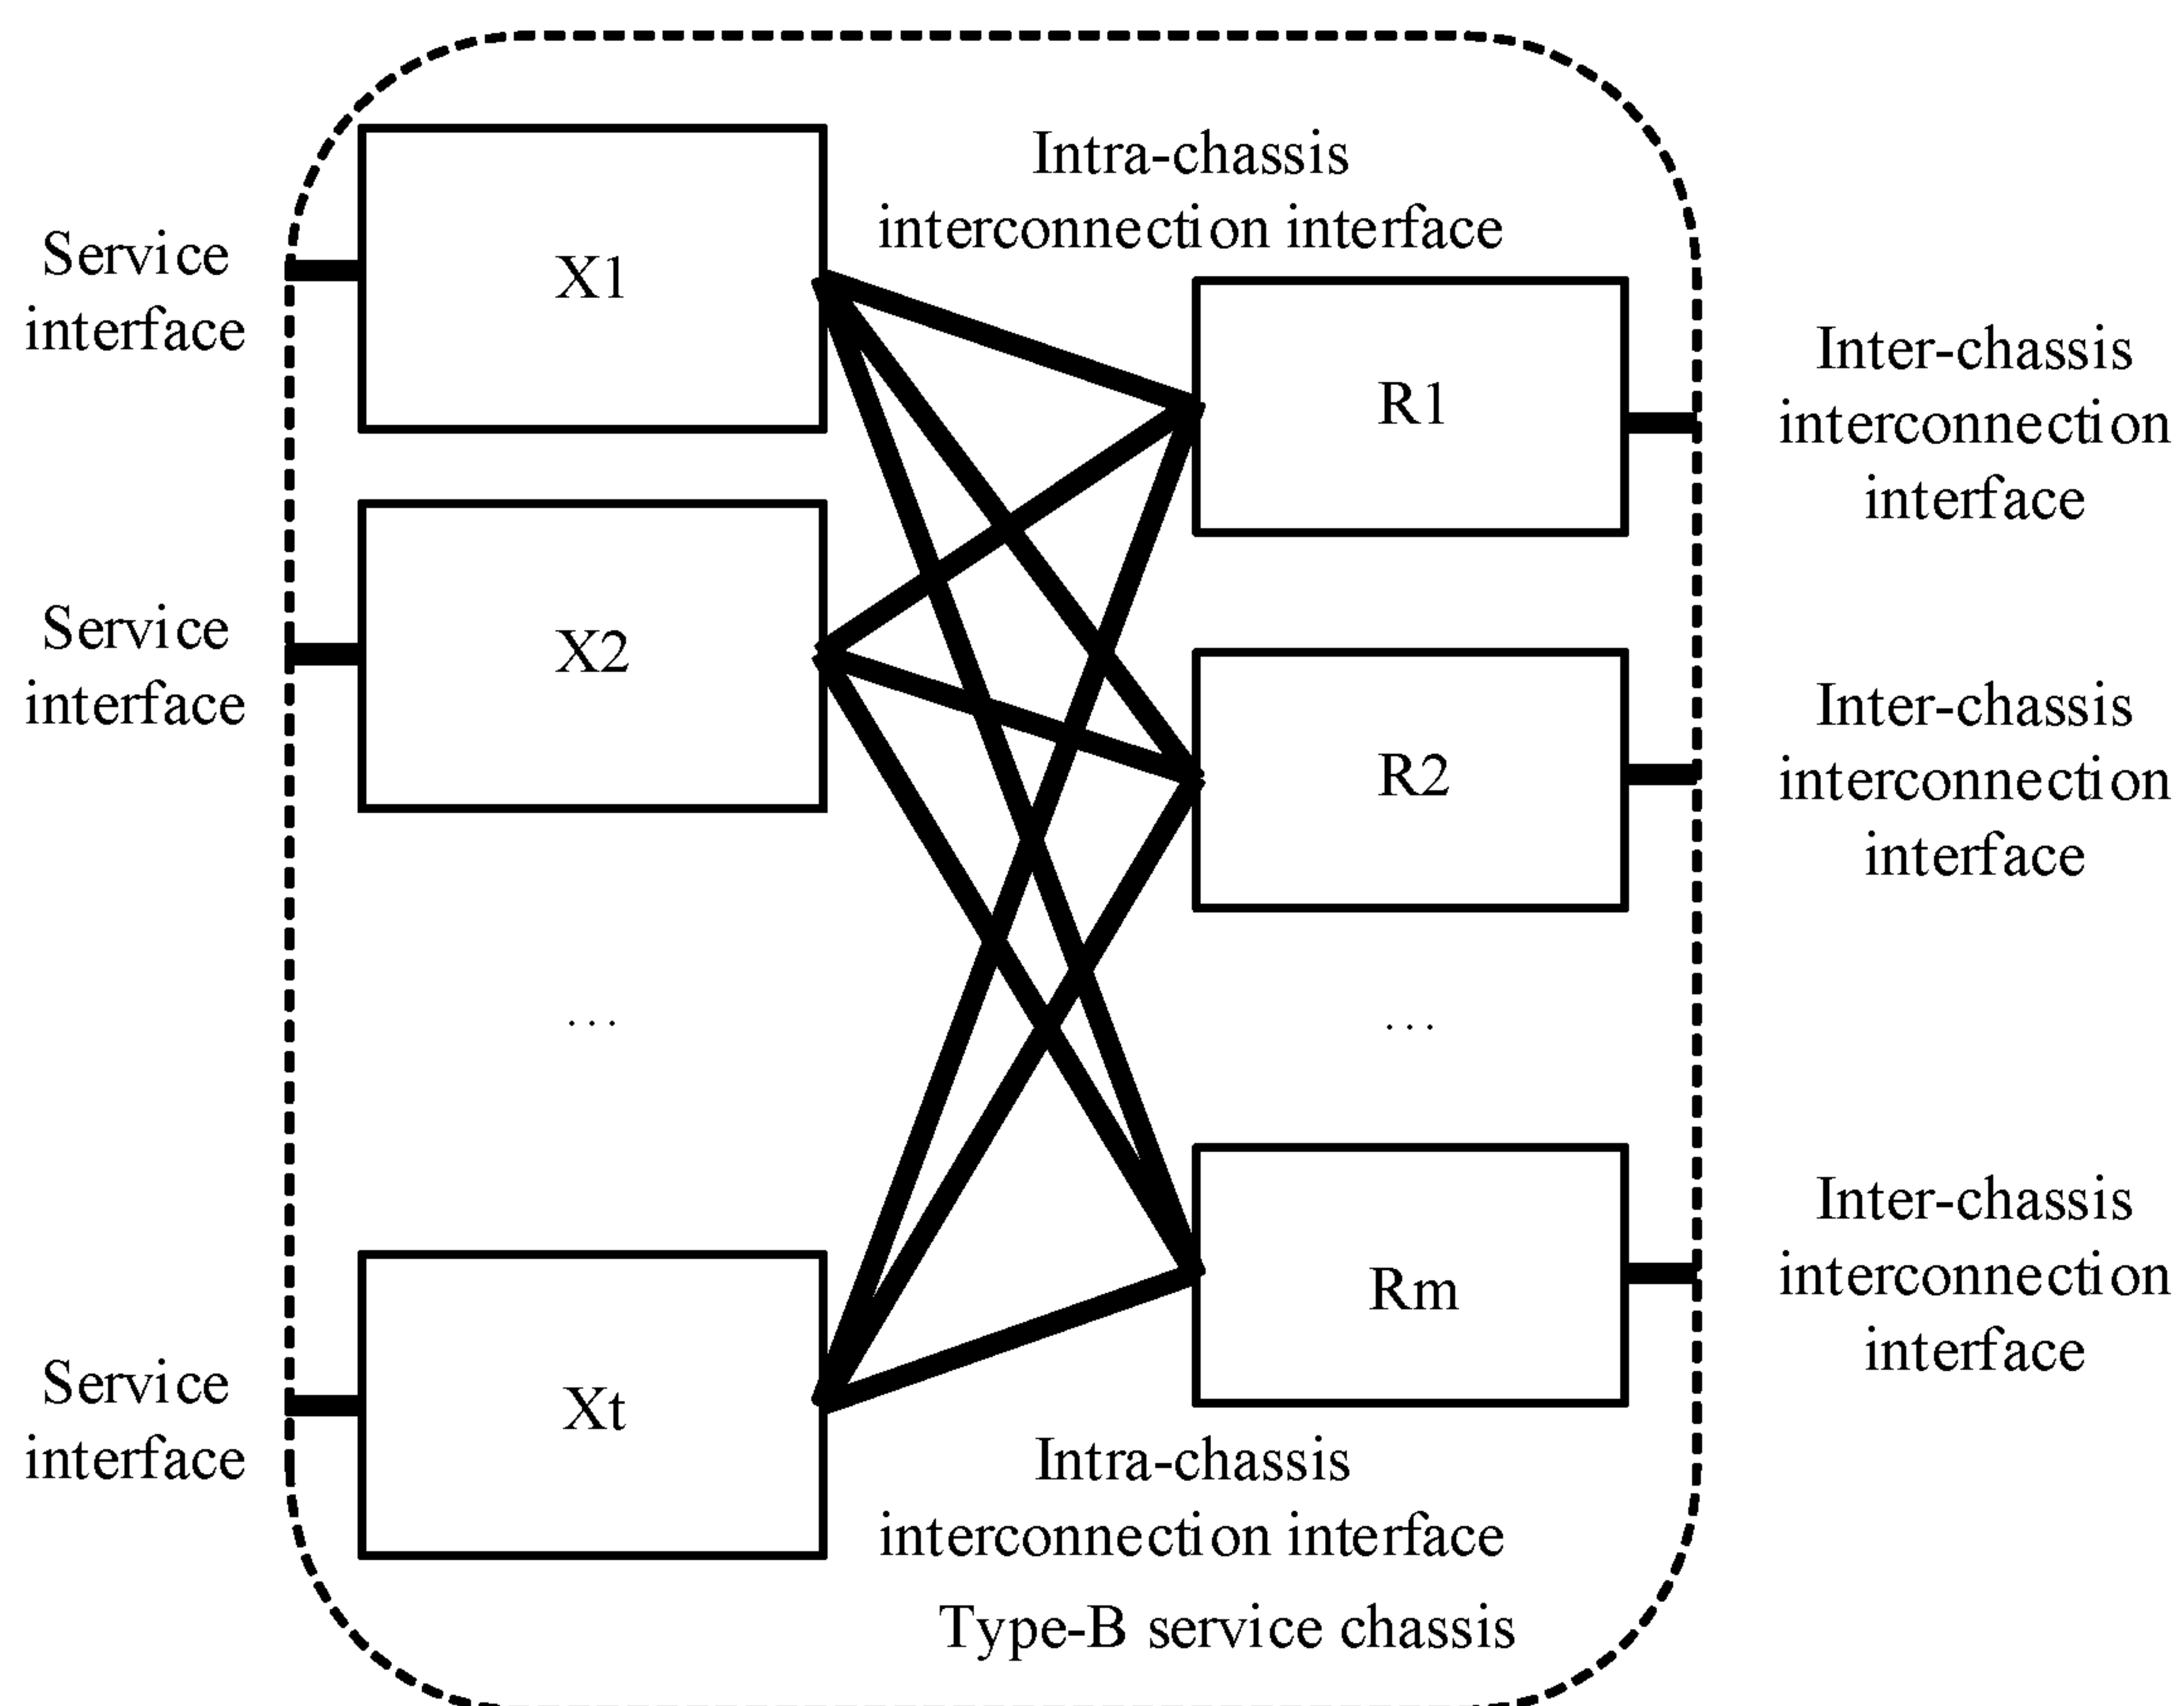 Intra-chassis
interconnection interface
Service
interface
X1
R1
Inter-chassis
interconnection
interface
Service
interface
X2
R2
Inter-chassis
interconnection
interface
...
...
Rm
Inter-chassis
interconnection
interface
Service
interface
Xt
Intra-chassis
interconnection interface
Type-B service chassis